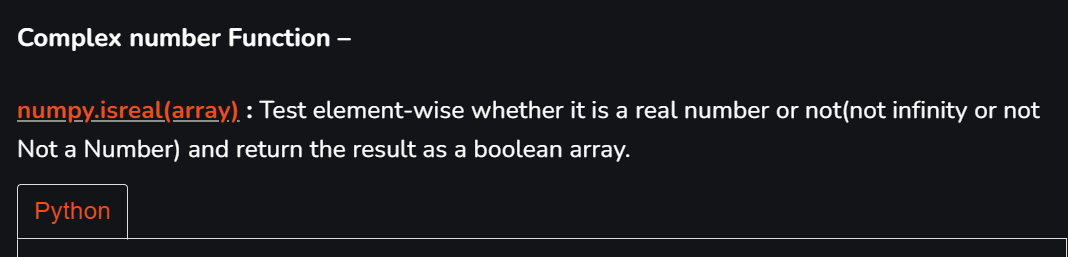 Complex number Function –
numpy.isreal(array) : Test element-wise whether it is a real number or not(not infinity or not
Not a Number) and return the result as a boolean array.
Python